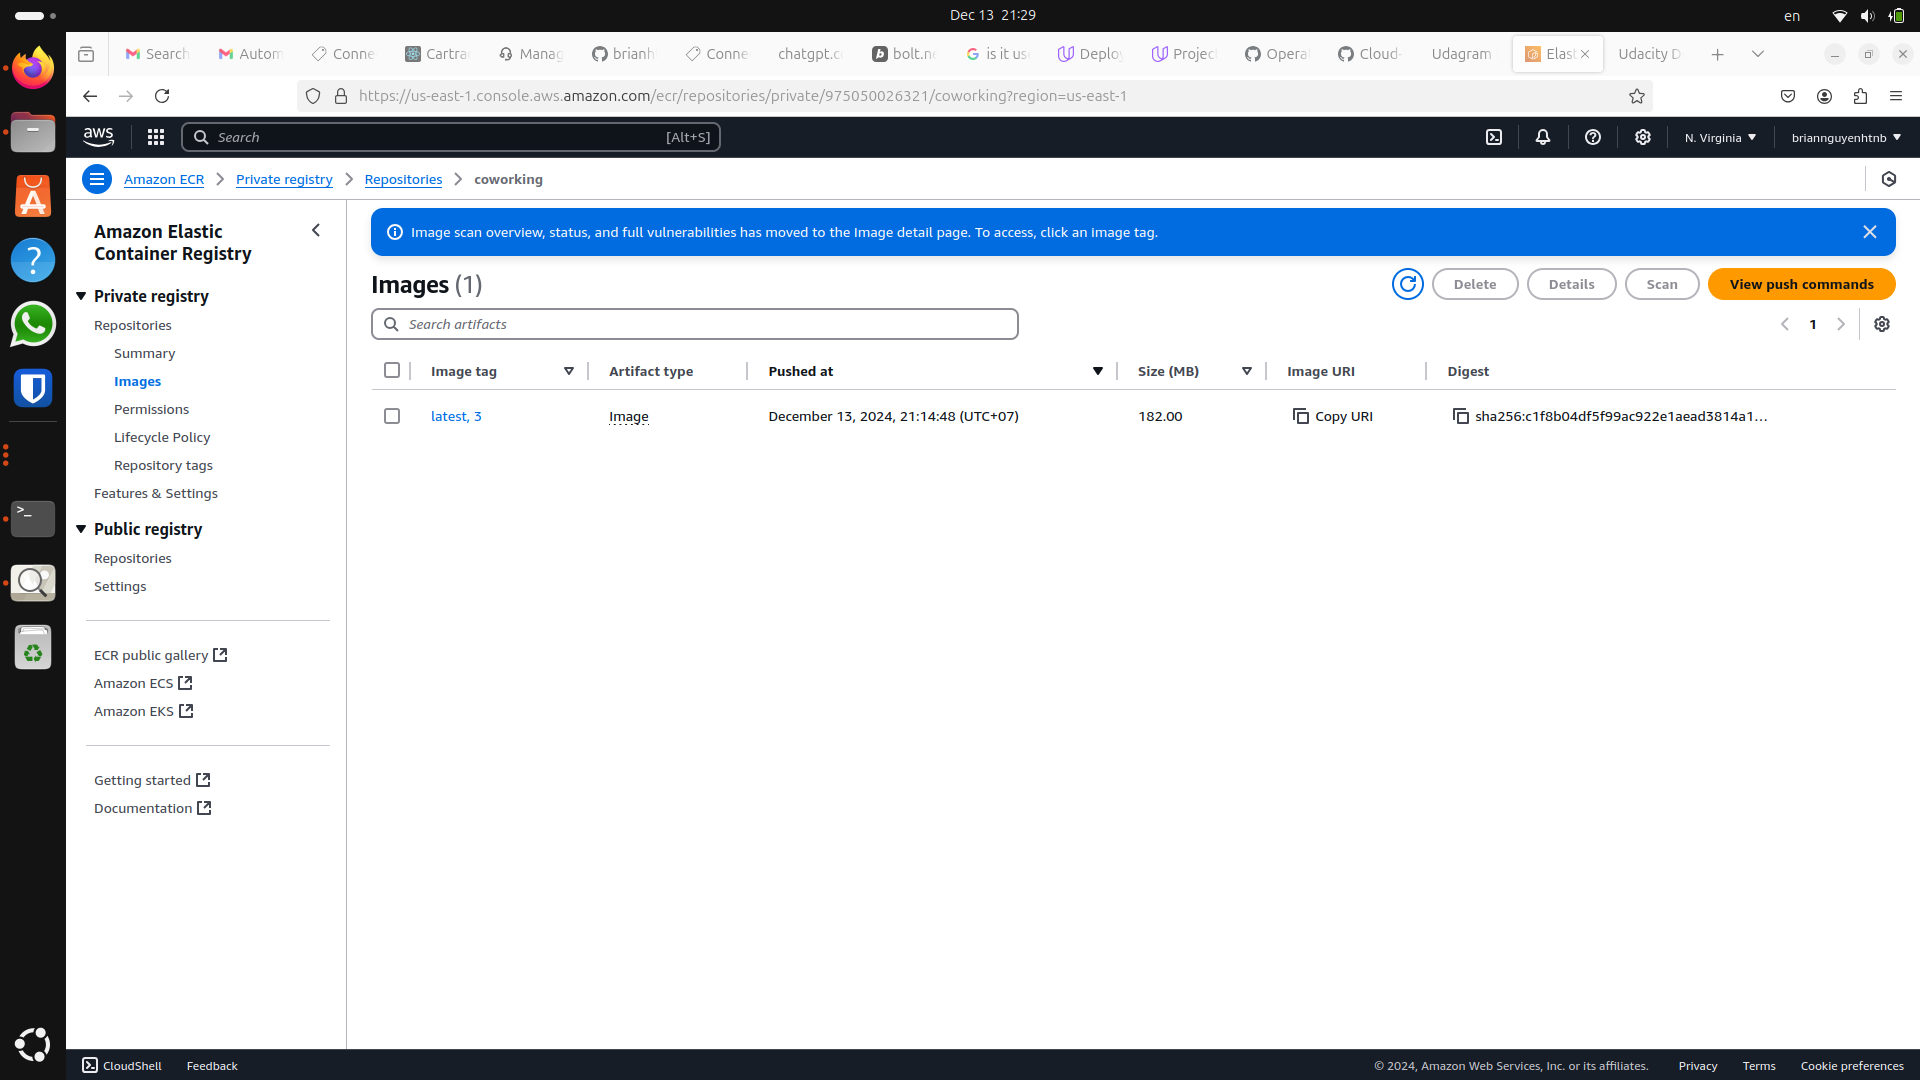 Dec 13 21:29
en
Search
Autom
Conne
Cartra
Manag
brianh
Conne
chatgpt.c
bolt.ne
is it us
Deploy
Projec
Opera
Cloud-
Udagram
Elast
Udacity D
https://us-east-1.console.aws.amazon.com/ecr/repositories/private/975050026321/coworking?region=us-east-1
aws
Search
[Alt+S]
N. Virginia
briannguyenhtnb
Amazon ECR
Private registry
Repositories
coworking
Amazon Elastic
Container Registry
Private registry
Repositories
Summary
Images
Permissions
Lifecycle Policy
Repository tags
Features & Settings
Public registry
Repositories
Settings
ECR public gallery
Amazon ECS
Amazon EKS
Getting started
Documentation
Image scan overview, status, and full vulnerabilities has moved to the Image detail page. To access, click an image tag.
Images (1)
Delete
Details
Scan
View push commands
Search artifacts
1
Image tag
Artifact type
Pushed at
Size (MB)
Image URI
Digest
latest, 3
Image
December 13, 2024, 21:14:48 (UTC+07)
182.00
Copy URI
sha256:c1f8b04df5f99ac922e1aead3814a1...
CloudShell
Feedback
© 2024, Amazon Web Services, Inc. or its affiliates.
Privacy
Terms
Cookie preferences